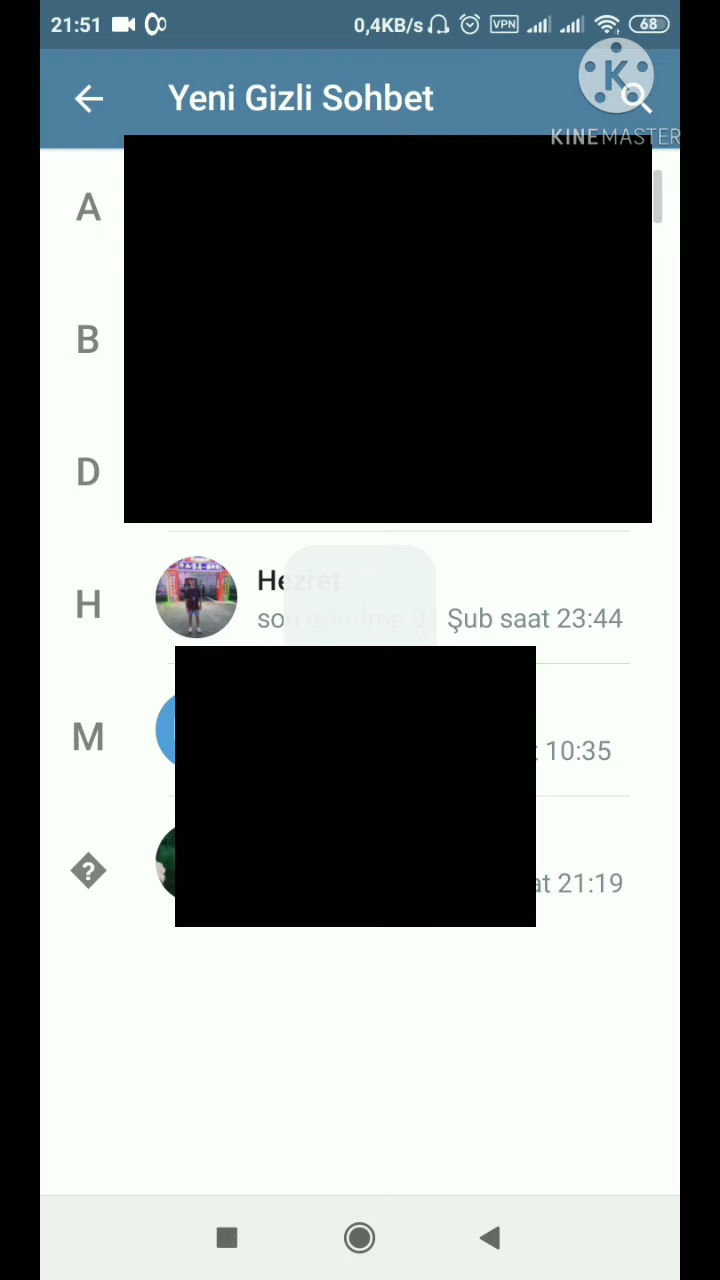 21:51
0,4KB/s
VPN
68
Yeni Gizli Sohbet
K
KINEMASTER
A
B
D
H
Hezret
son görülme 01 Şub saat 23:44
M
10:35
?
at 21:19